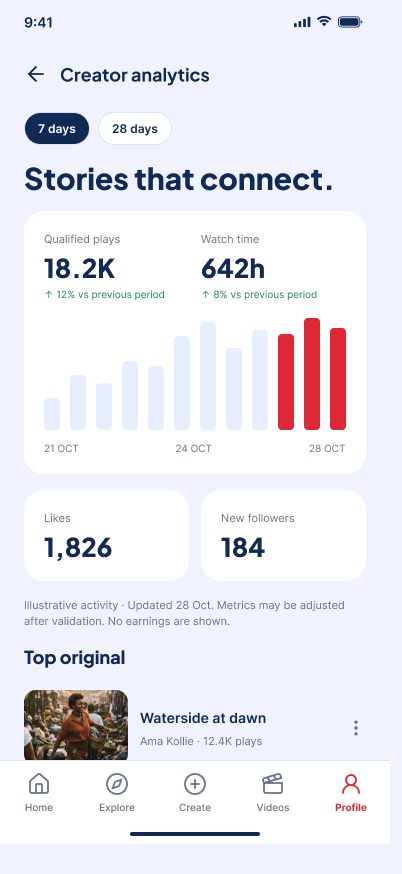 9:41
Creator analytics
7 days
28 days
Stories that connect.
Qualified plays
Watch time
18.2K
642h
↑ 12% vs previous period
↑ 8% vs previous period
21 OCT
24 OCT
28 OCT
Likes
New followers
1,826
184
Illustrative activity · Updated 28 Oct. Metrics may be adjusted
after validation. No earnings are shown.
Top original
Waterside at dawn
Ama Kollie · 12.4K plays
Home
Explore
Create
Videos
Profile